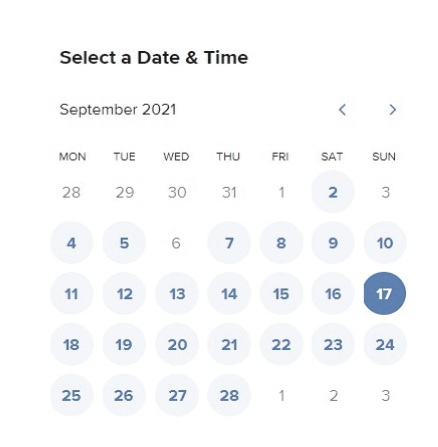 Select a Date & Time
September 2021 < >
MON TUE WED THU FRI SAT SUN
28 29 30 31 1 2 3
4 5 6 7 8 9 10
11 12 13 14 15 16 17
18 19 20 21 22 23 24
25 26 27 28 1 2 3